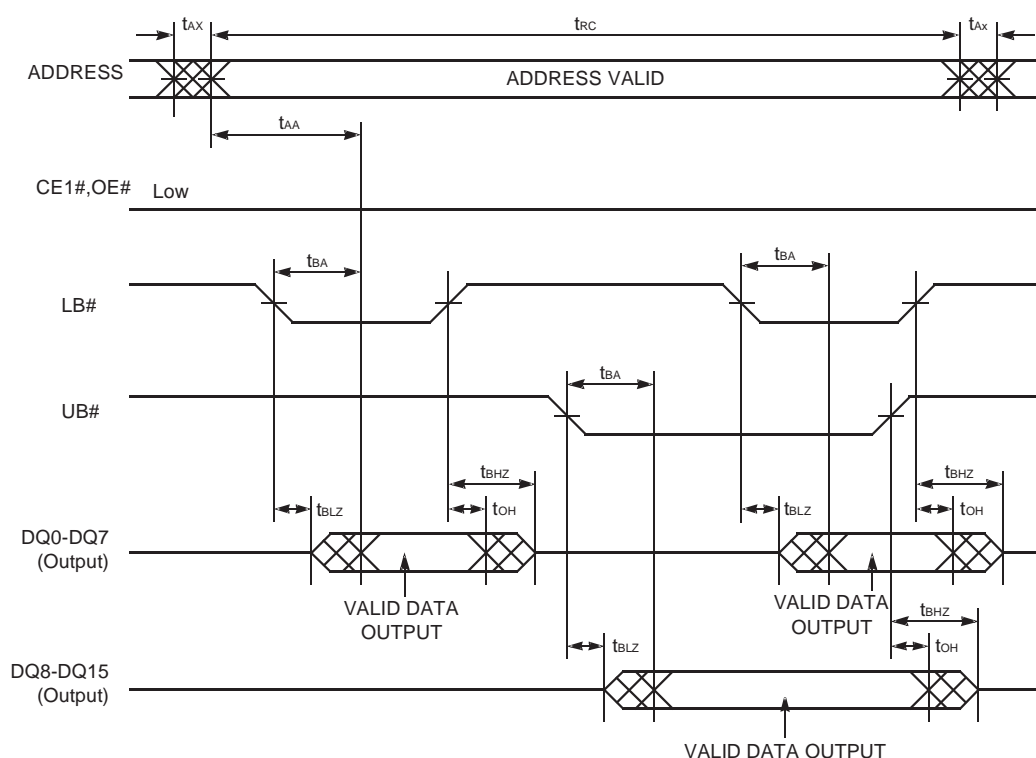 tAX
tRC
tAx
ADDRESS
ADDRESS VALID
tAA
CE1#,OE#
Low
tBA
tBA
LB#
tBA
UB#
tBHZ
tBHZ
tBLZ
tOH
tBLZ
tOH
DQ0-DQ7
(Output)
VALID DATA
OUTPUT
VALID DATA
OUTPUT
tBHZ
tBLZ
tOH
DQ8-DQ15
(Output)
VALID DATA OUTPUT